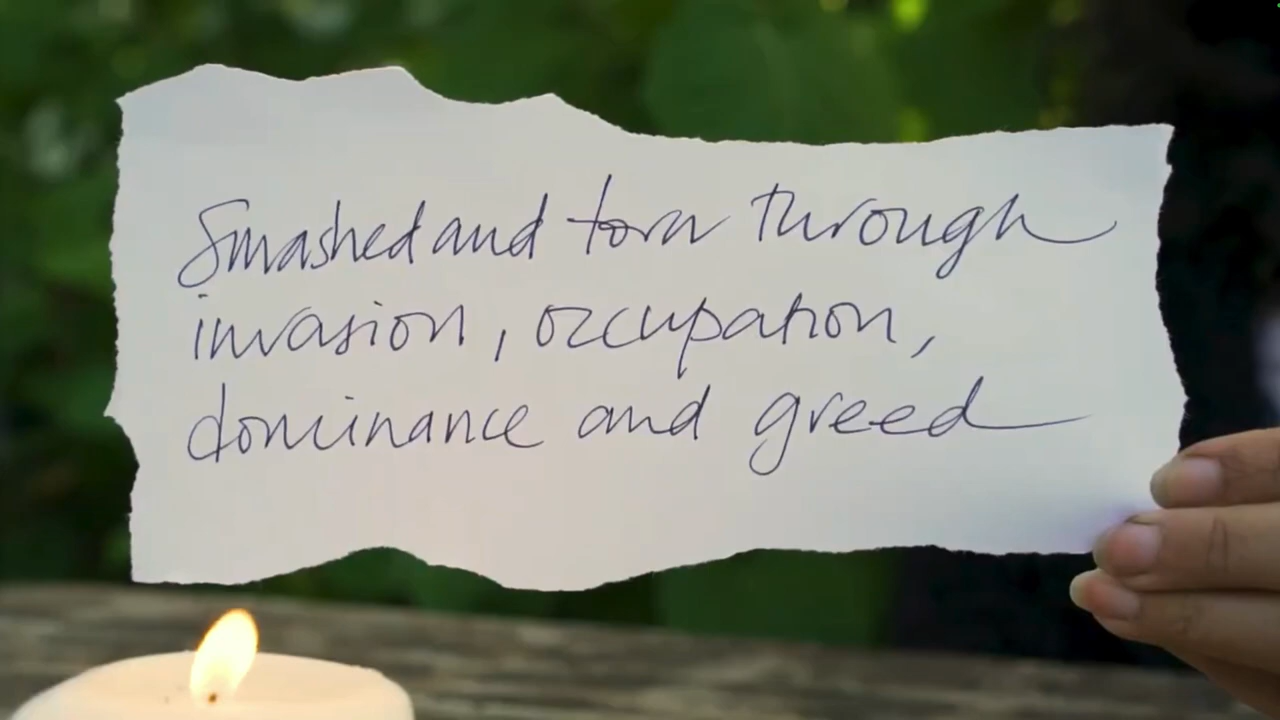 Smashed and torn through
invasion, occupation,
dominance and greed